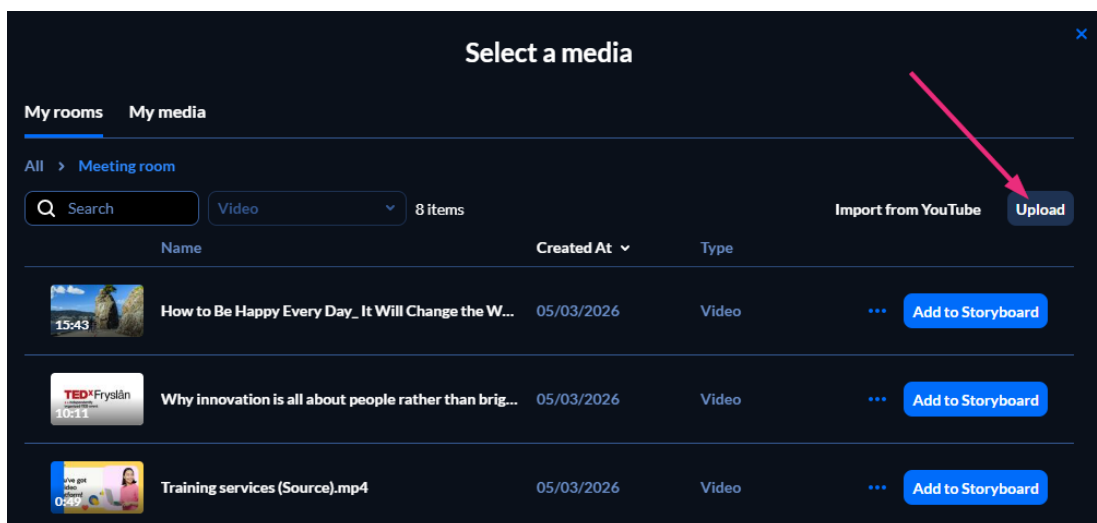 Select a media
My rooms My media
All > Meeting room
Search Video 8 items Import from YouTube Upload
Name Created At Type
15:43 How to Be Happy Every Day_ It Will Change the W... 05/03/2026 Video ... Add to Storyboard
TEDxFryslân
10:11 Why innovation is all about people rather than brig... 05/03/2026 Video ... Add to Storyboard
0:49 Training services (Source).mp4 05/03/2026 Video ... Add to Storyboard